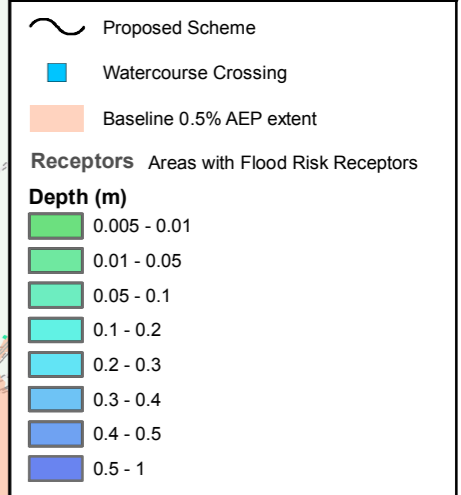 Proposed Scheme
Watercourse Crossing
Baseline 0.5% AEP extent
Receptors Areas with Flood Risk Receptors
Depth (m)
0.005 - 0.01
0.01 - 0.05
0.05 - 0.1
0.1 - 0.2
0.2 - 0.3
0.3 - 0.4
0.4 - 0.5
0.5 - 1